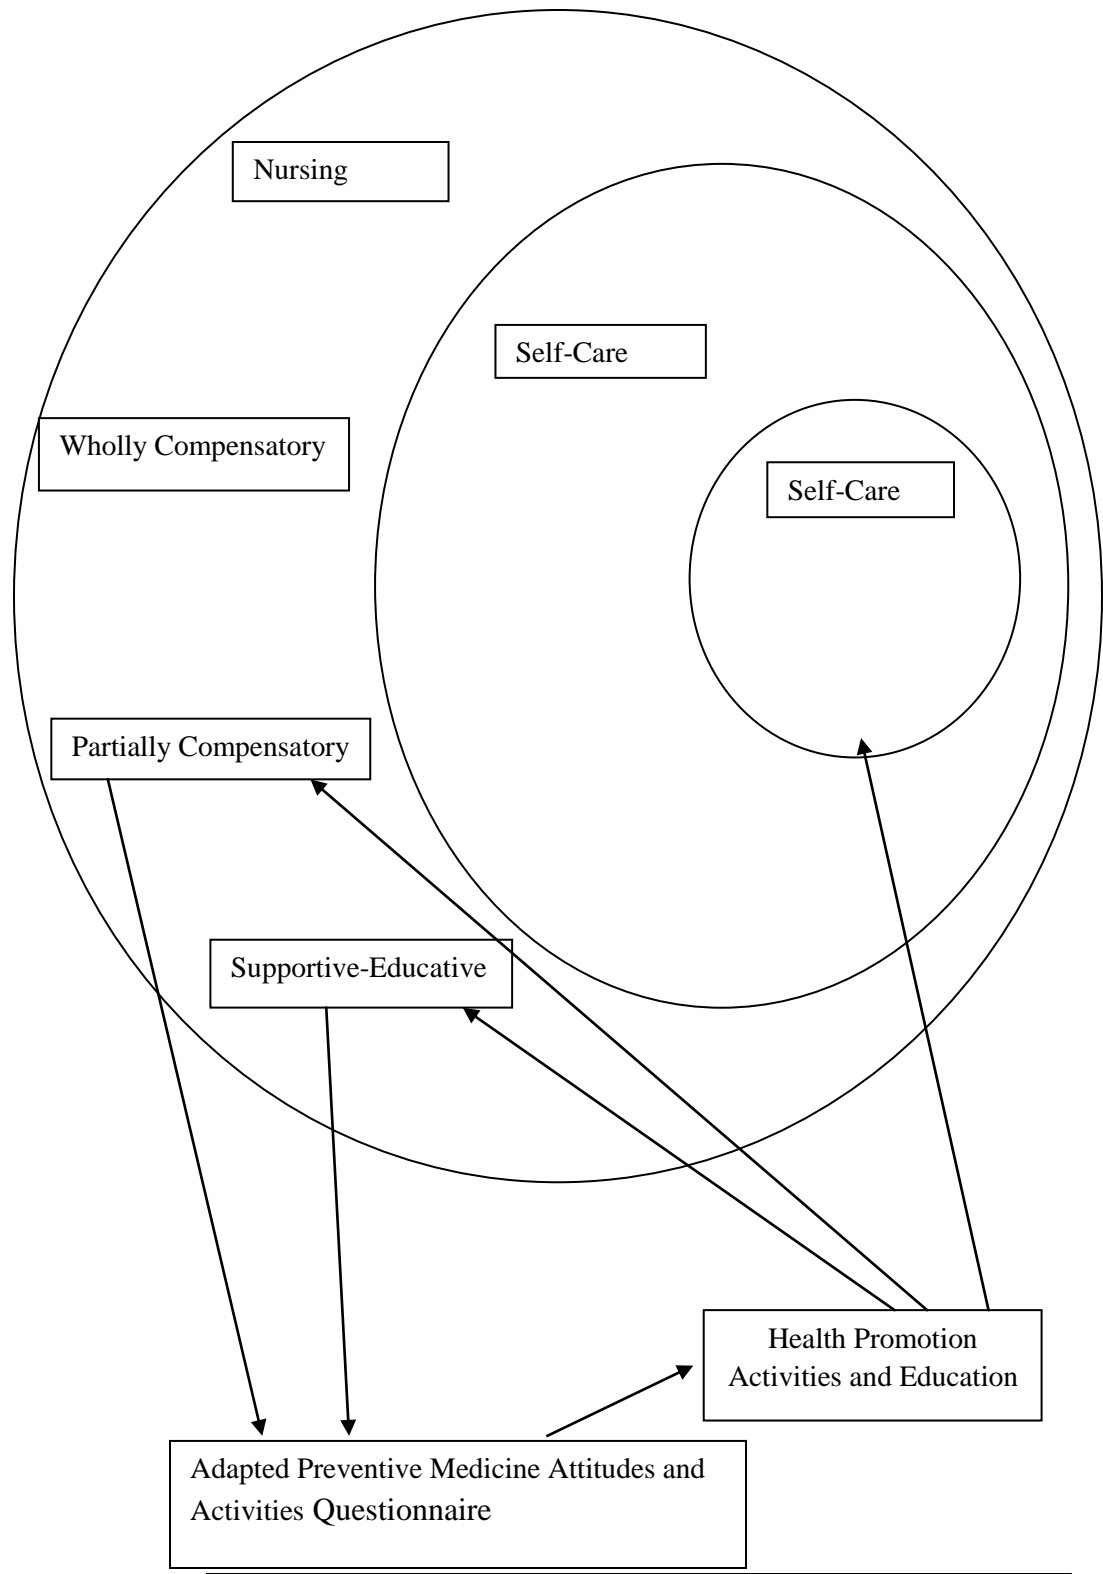 Nursing
Self-Care
Wholly Compensatory
Self-Care
Partially Compensatory
Supportive-Educative
Health Promotion
Activities and Education
Adapted Preventive Medicine Attitudes and
Activities Questionnaire